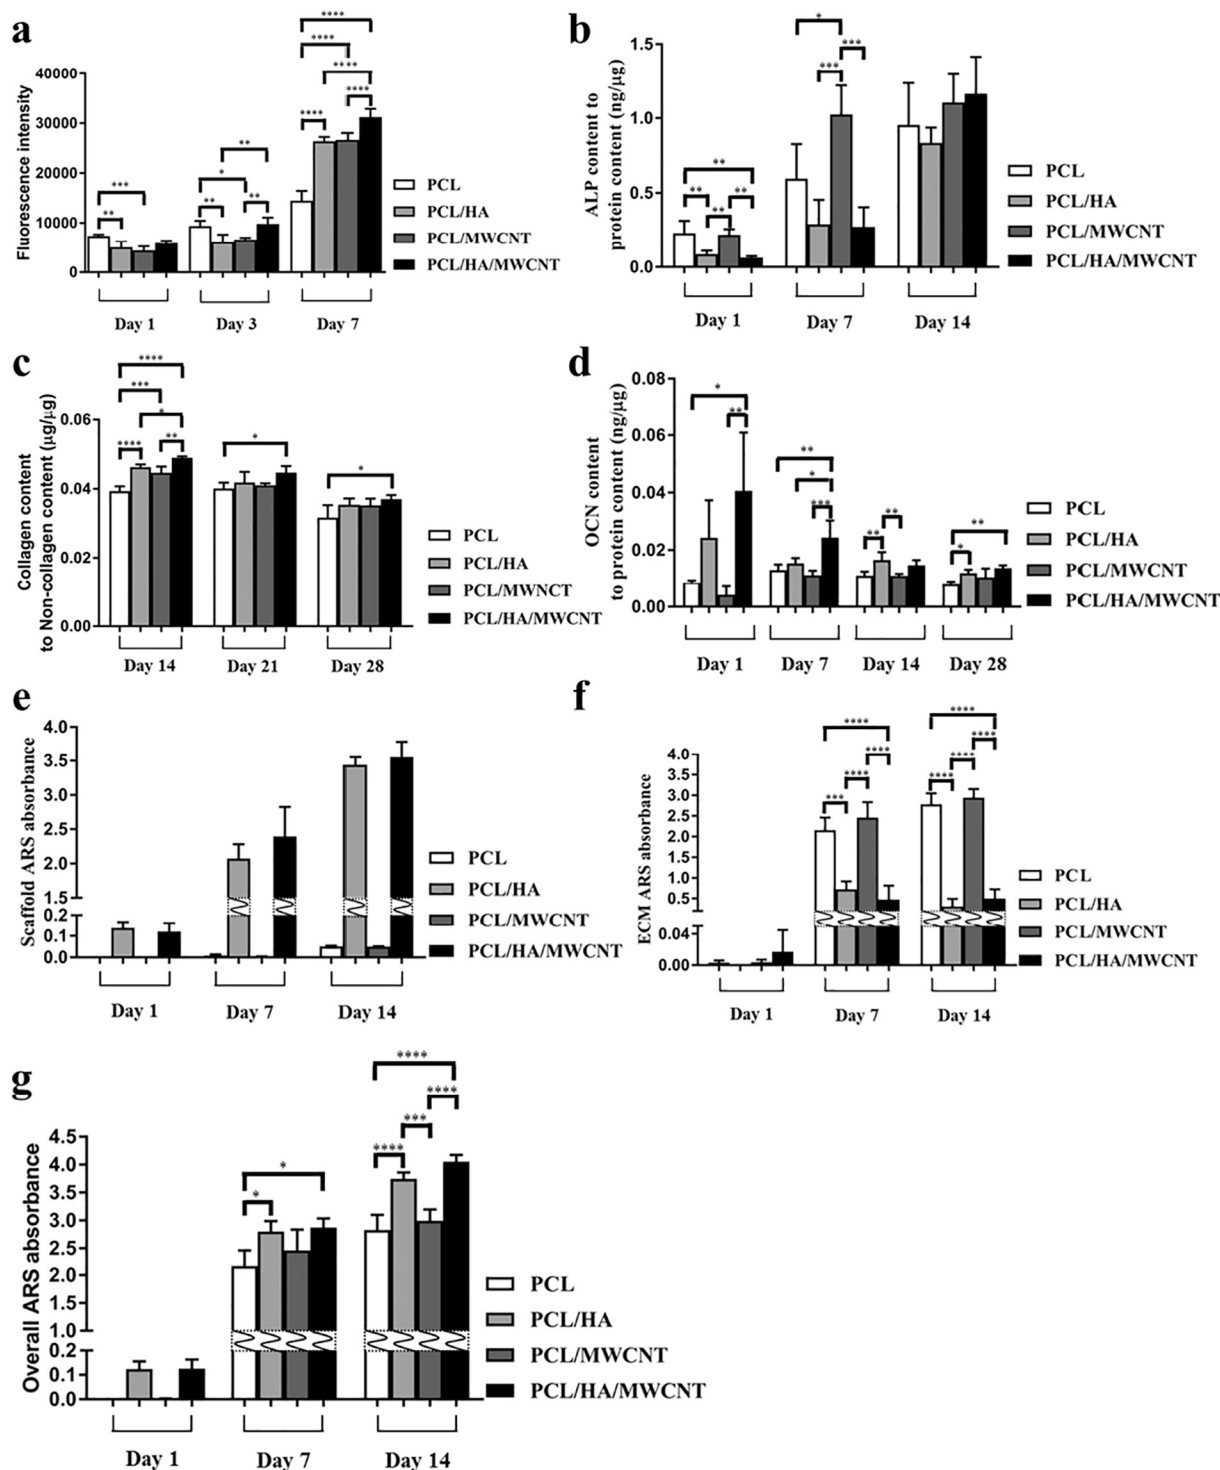 a
Fluorescence intensity
40000
30000
20000
10000
0
**
***
**
*
**
**
****
****
****
****
****
Day 1
Day 3
Day 7
PCL
PCL/HA
PCL/MWCNT
PCL/HA/MWCNT
b
ALP content to
protein content (ng/µg)
1.5
1.0
0.5
0.0
**
**
**
**
*
***
***
Day 1
Day 7
Day 14
PCL
PCL/HA
PCL/MWCNT
PCL/HA/MWCNT
c
Collagen content
to Non-collagen content (µg/µg)
0.06
0.04
0.02
0.00
****
***
*
****
**
*
*
Day 14
Day 21
Day 28
PCL
PCL/HA
PCL/MWNCT
PCL/HA/MWCNT
d
OCN content
to protein content (ng/µg)
0.08
0.06
0.04
0.02
0.00
*
**
**
*
***
**
**
**
*
Day 1
Day 7
Day 14
Day 28
PCL
PCL/HA
PCL/MWCNT
PCL/HA/MWCNT
e
Scaffold ARS absorbance
4.0
3.5
3.0
2.5
2.0
1.5
0.2
0.1
0.0
Day 1
Day 7
Day 14
PCL
PCL/HA
PCL/MWCNT
PCL/HA/MWCNT
f
ECM ARS absorbance
4.0
3.5
3.0
2.5
2.0
1.5
1.0
0.5
0.04
0.00
****
****
****
***
****
****
****
****
Day 1
Day 7
Day 14
PCL
PCL/HA
PCL/MWCNT
PCL/HA/MWCNT
g
Overall ARS absorbance
4.5
4.0
3.5
3.0
2.5
2.0
1.5
1.0
0.2
0.1
0.0
*
*
****
****
***
****
Day 1
Day 7
Day 14
PCL
PCL/HA
PCL/MWCNT
PCL/HA/MWCNT